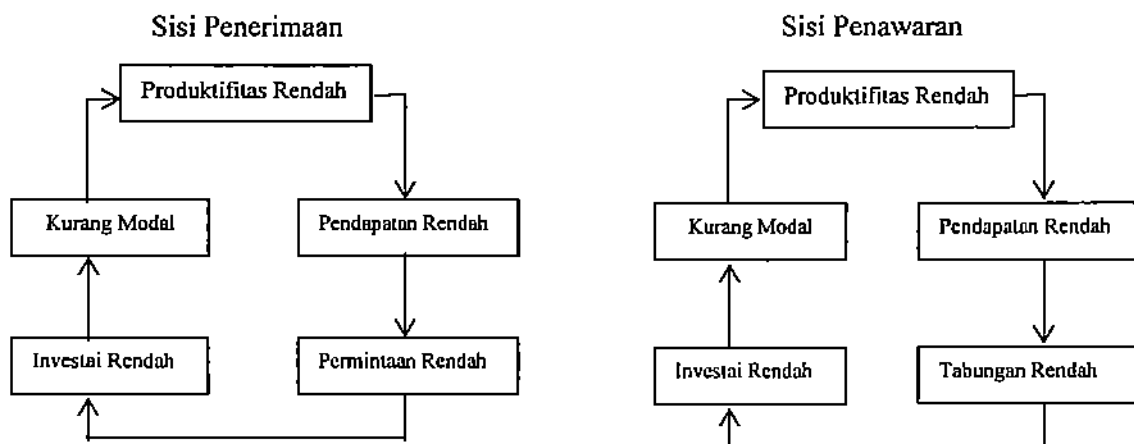 Sisi Penerimaan
Produktifitas Rendah
Kurang Modal
Pendapatan Rendah
Investai Rendah
Permintaan Rendah
Sisi Penawaran
Produktifitas Rendah
Kurang Modal
Pendapatan Rendah
Investai Rendah
Tabungan Rendah